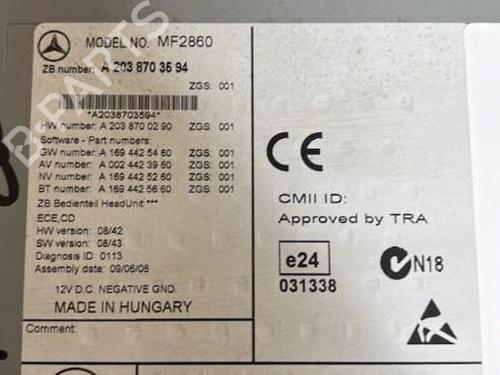 MODEL NO. MF2860
ZB number: A 203 870 35 94
ZGS: 001
*A2038703594*
HW number: A 203 870 02 90 ZGS: 001
Software - Part numbers:
GW number: A 169 442 54 60 ZGS: 001
AV number: A 002 442 39 60 ZGS: 001
NV number: A 169 442 52 60 ZGS: 001
BT number: A 169 442 56 60 ZGS: 001
ZB Bedienteil HeadUnit ***
ECE,CD
HW version: 08/42
SW version: 08/43
Diagnosis ID 0113
Assembly date: 09/06/08
12V D.C. NEGATIVE GND.
MADE IN HUNGARY
Comment:
CE
CMII ID:
Approved by TRA
e24
031338
N18
B-PARTS